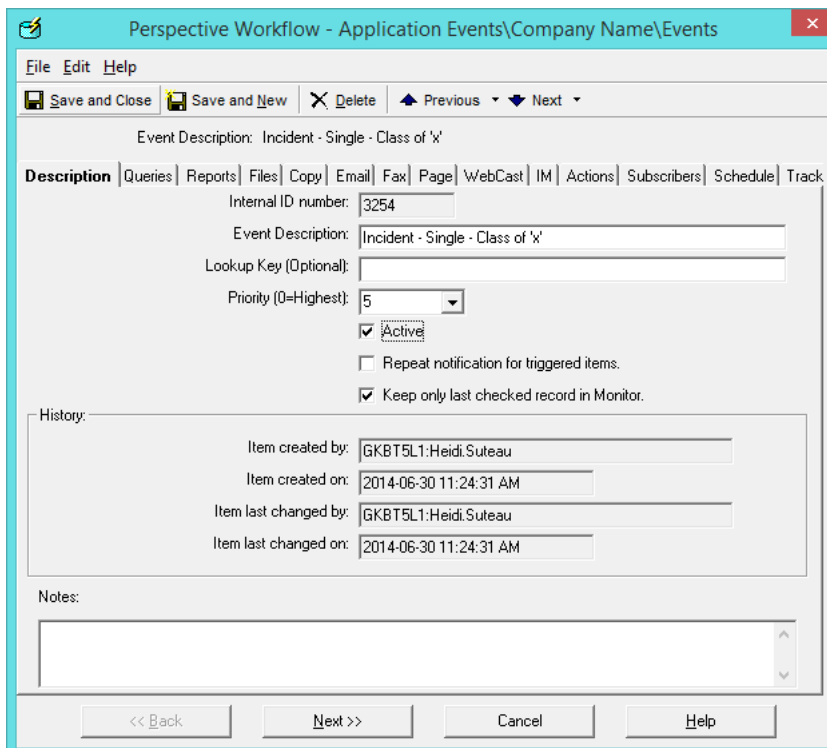 Perspective Workflow - Application Events\Company Name\Events
×
File Edit Help
Save and Close Save and New Delete Previous Next
Event Description: Incident - Single - Class of 'x'
Description Queries Reports Files Copy Email Fax Page WebCast IM Actions Subscribers Schedule Track
Internal ID number: 3254
Event Description: Incident - Single - Class of 'x'
Lookup Key (Optional):
Priority (0=Highest): 5
Active
Repeat notification for triggered items.
Keep only last checked record in Monitor.
History:
Item created by: GKBT5L1:Heidi.Suteau
Item created on: 2014-06-30 11:24:31 AM
Item last changed by: GKBT5L1:Heidi.Suteau
Item last changed on: 2014-06-30 11:24:31 AM
Notes:
<< Back Next >> Cancel Help